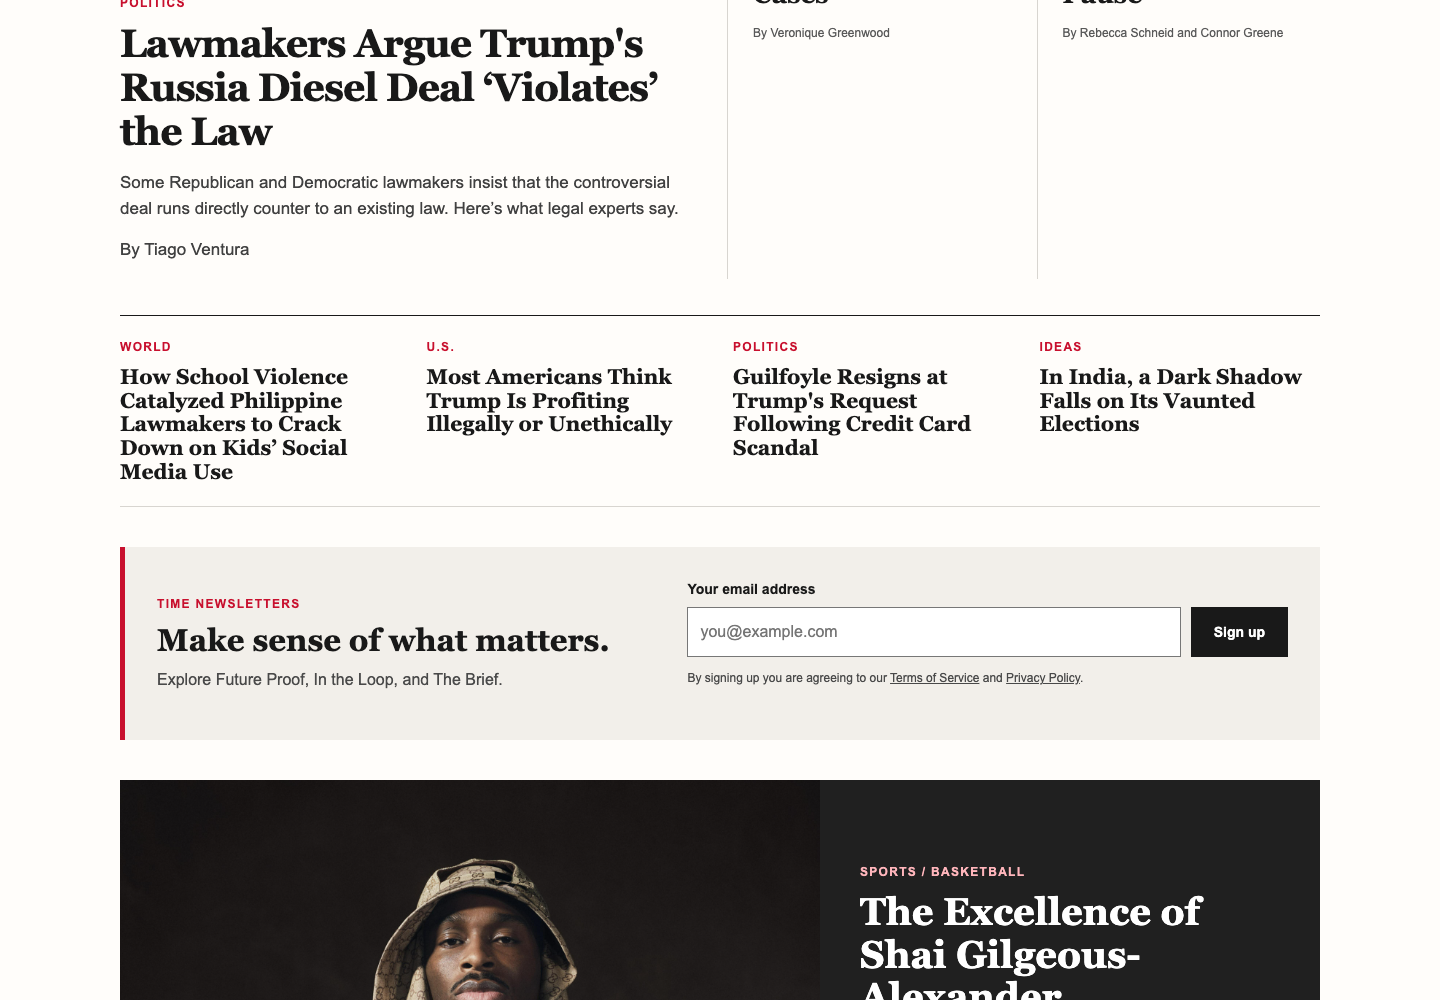 POLITICS
Lawmakers Argue Trump's
Russia Diesel Deal ‘Violates’
the Law
Some Republican and Democratic lawmakers insist that the controversial
deal runs directly counter to an existing law. Here’s what legal experts say.
By Tiago Ventura
Cases
By Veronique Greenwood
Pause
By Rebecca Schneid and Connor Greene
WORLD
How School Violence
Catalyzed Philippine
Lawmakers to Crack
Down on Kids’ Social
Media Use
U.S.
Most Americans Think
Trump Is Profiting
Illegally or Unethically
POLITICS
Guilfoyle Resigns at
Trump's Request
Following Credit Card
Scandal
IDEAS
In India, a Dark Shadow
Falls on Its Vaunted
Elections
TIME NEWSLETTERS
Make sense of what matters.
Explore Future Proof, In the Loop, and The Brief.
Your email address
you@example.com
Sign up
By signing up you are agreeing to our Terms of Service and Privacy Policy.
SPORTS / BASKETBALL
The Excellence of
Shai Gilgeous-
Alexander